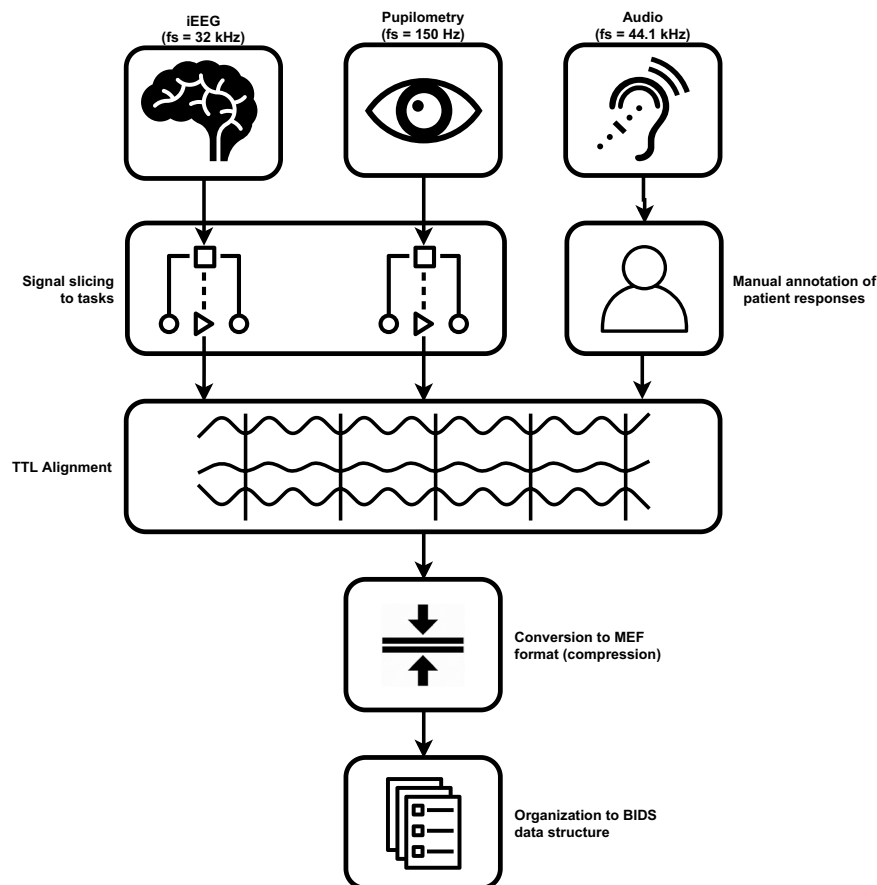 iEEG
(fs = 32 kHz)
Pupilometry
(fs = 150 Hz)
Audio
(fs = 44.1 kHz)
Signal slicing
to tasks
Manual annotation of
patient responses
TTL Alignment
Conversion to MEF
format (compression)
Organization to BIDS
data structure